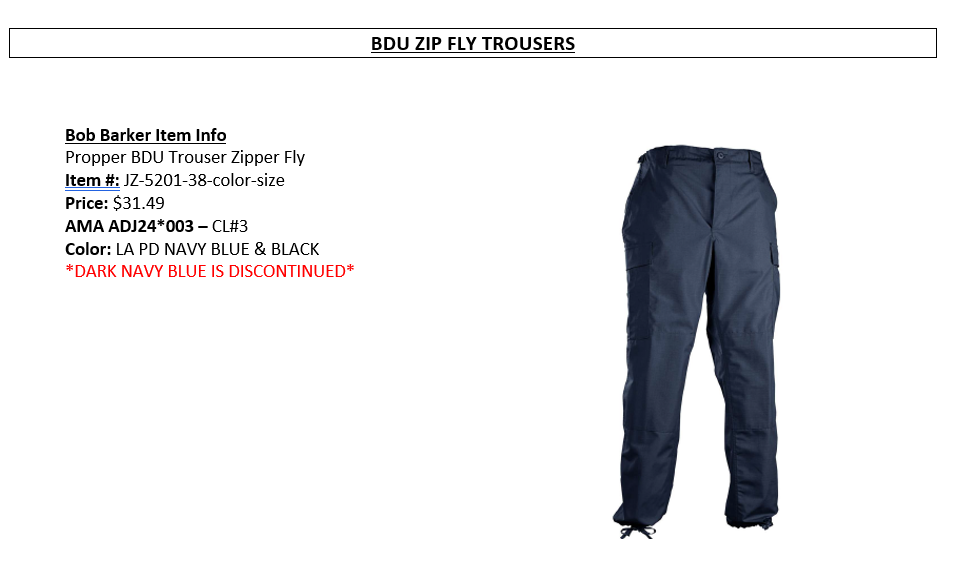 BDU ZIP FLY TROUSERS
Bob Barker Item Info
Propper BDU Trouser Zipper Fly
Item #: JZ-5201-38-color-size
Price: $31.49
AMA ADJ24*003 – CL#3
Color: LA PD NAVY BLUE & BLACK
*DARK NAVY BLUE IS DISCONTINUED*